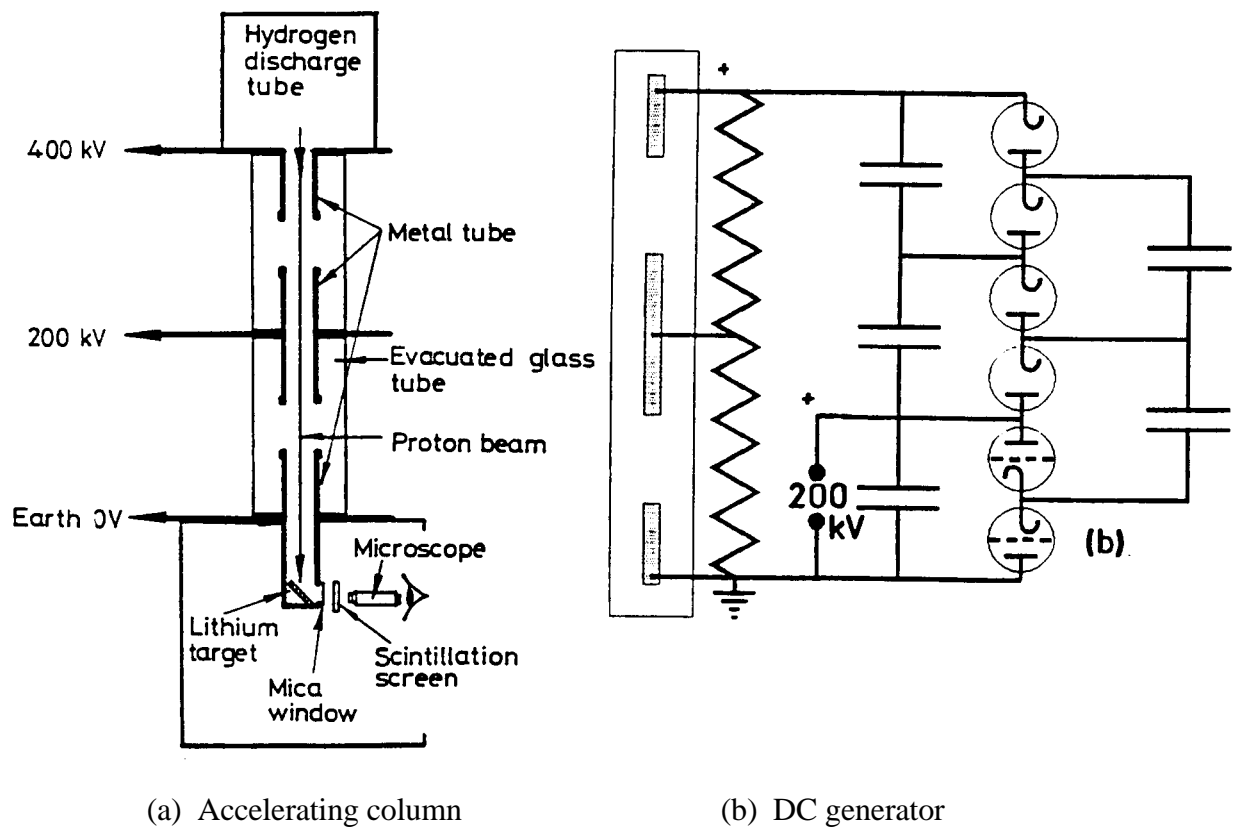 Hydrogen
discharge
tube
400 kV
Metal tube
200 kV
Evacuated glass
tube
Proton beam
Earth 0V
Microscope
Lithium
target
Scintillation
screen
Mica
window
+
+
200
kV
(b)
(a) Accelerating column
(b) DC generator